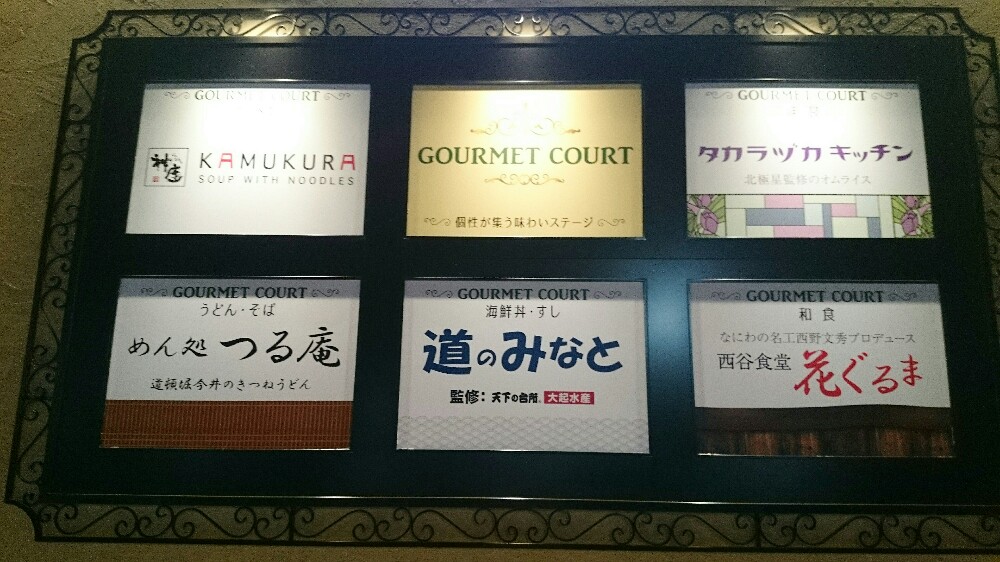 GOURMET COURT
神座
KAMUKURA
SOUP WITH NOODLES
GOURMET COURT
個性が集う味わいステージ
GOURMET COURT
洋食
タカラヅカ キッチン
北極星監修のオムライス
GOURMET COURT
うどん・そば
めん処 つる庵
道頓堀今井のきつねうどん
GOURMET COURT
海鮮丼・すし
道のみなと
監修: 天下の台所 大起水産
GOURMET COURT
和食
なにわの名工西野文秀プロデュース
西谷食堂 花ぐるま